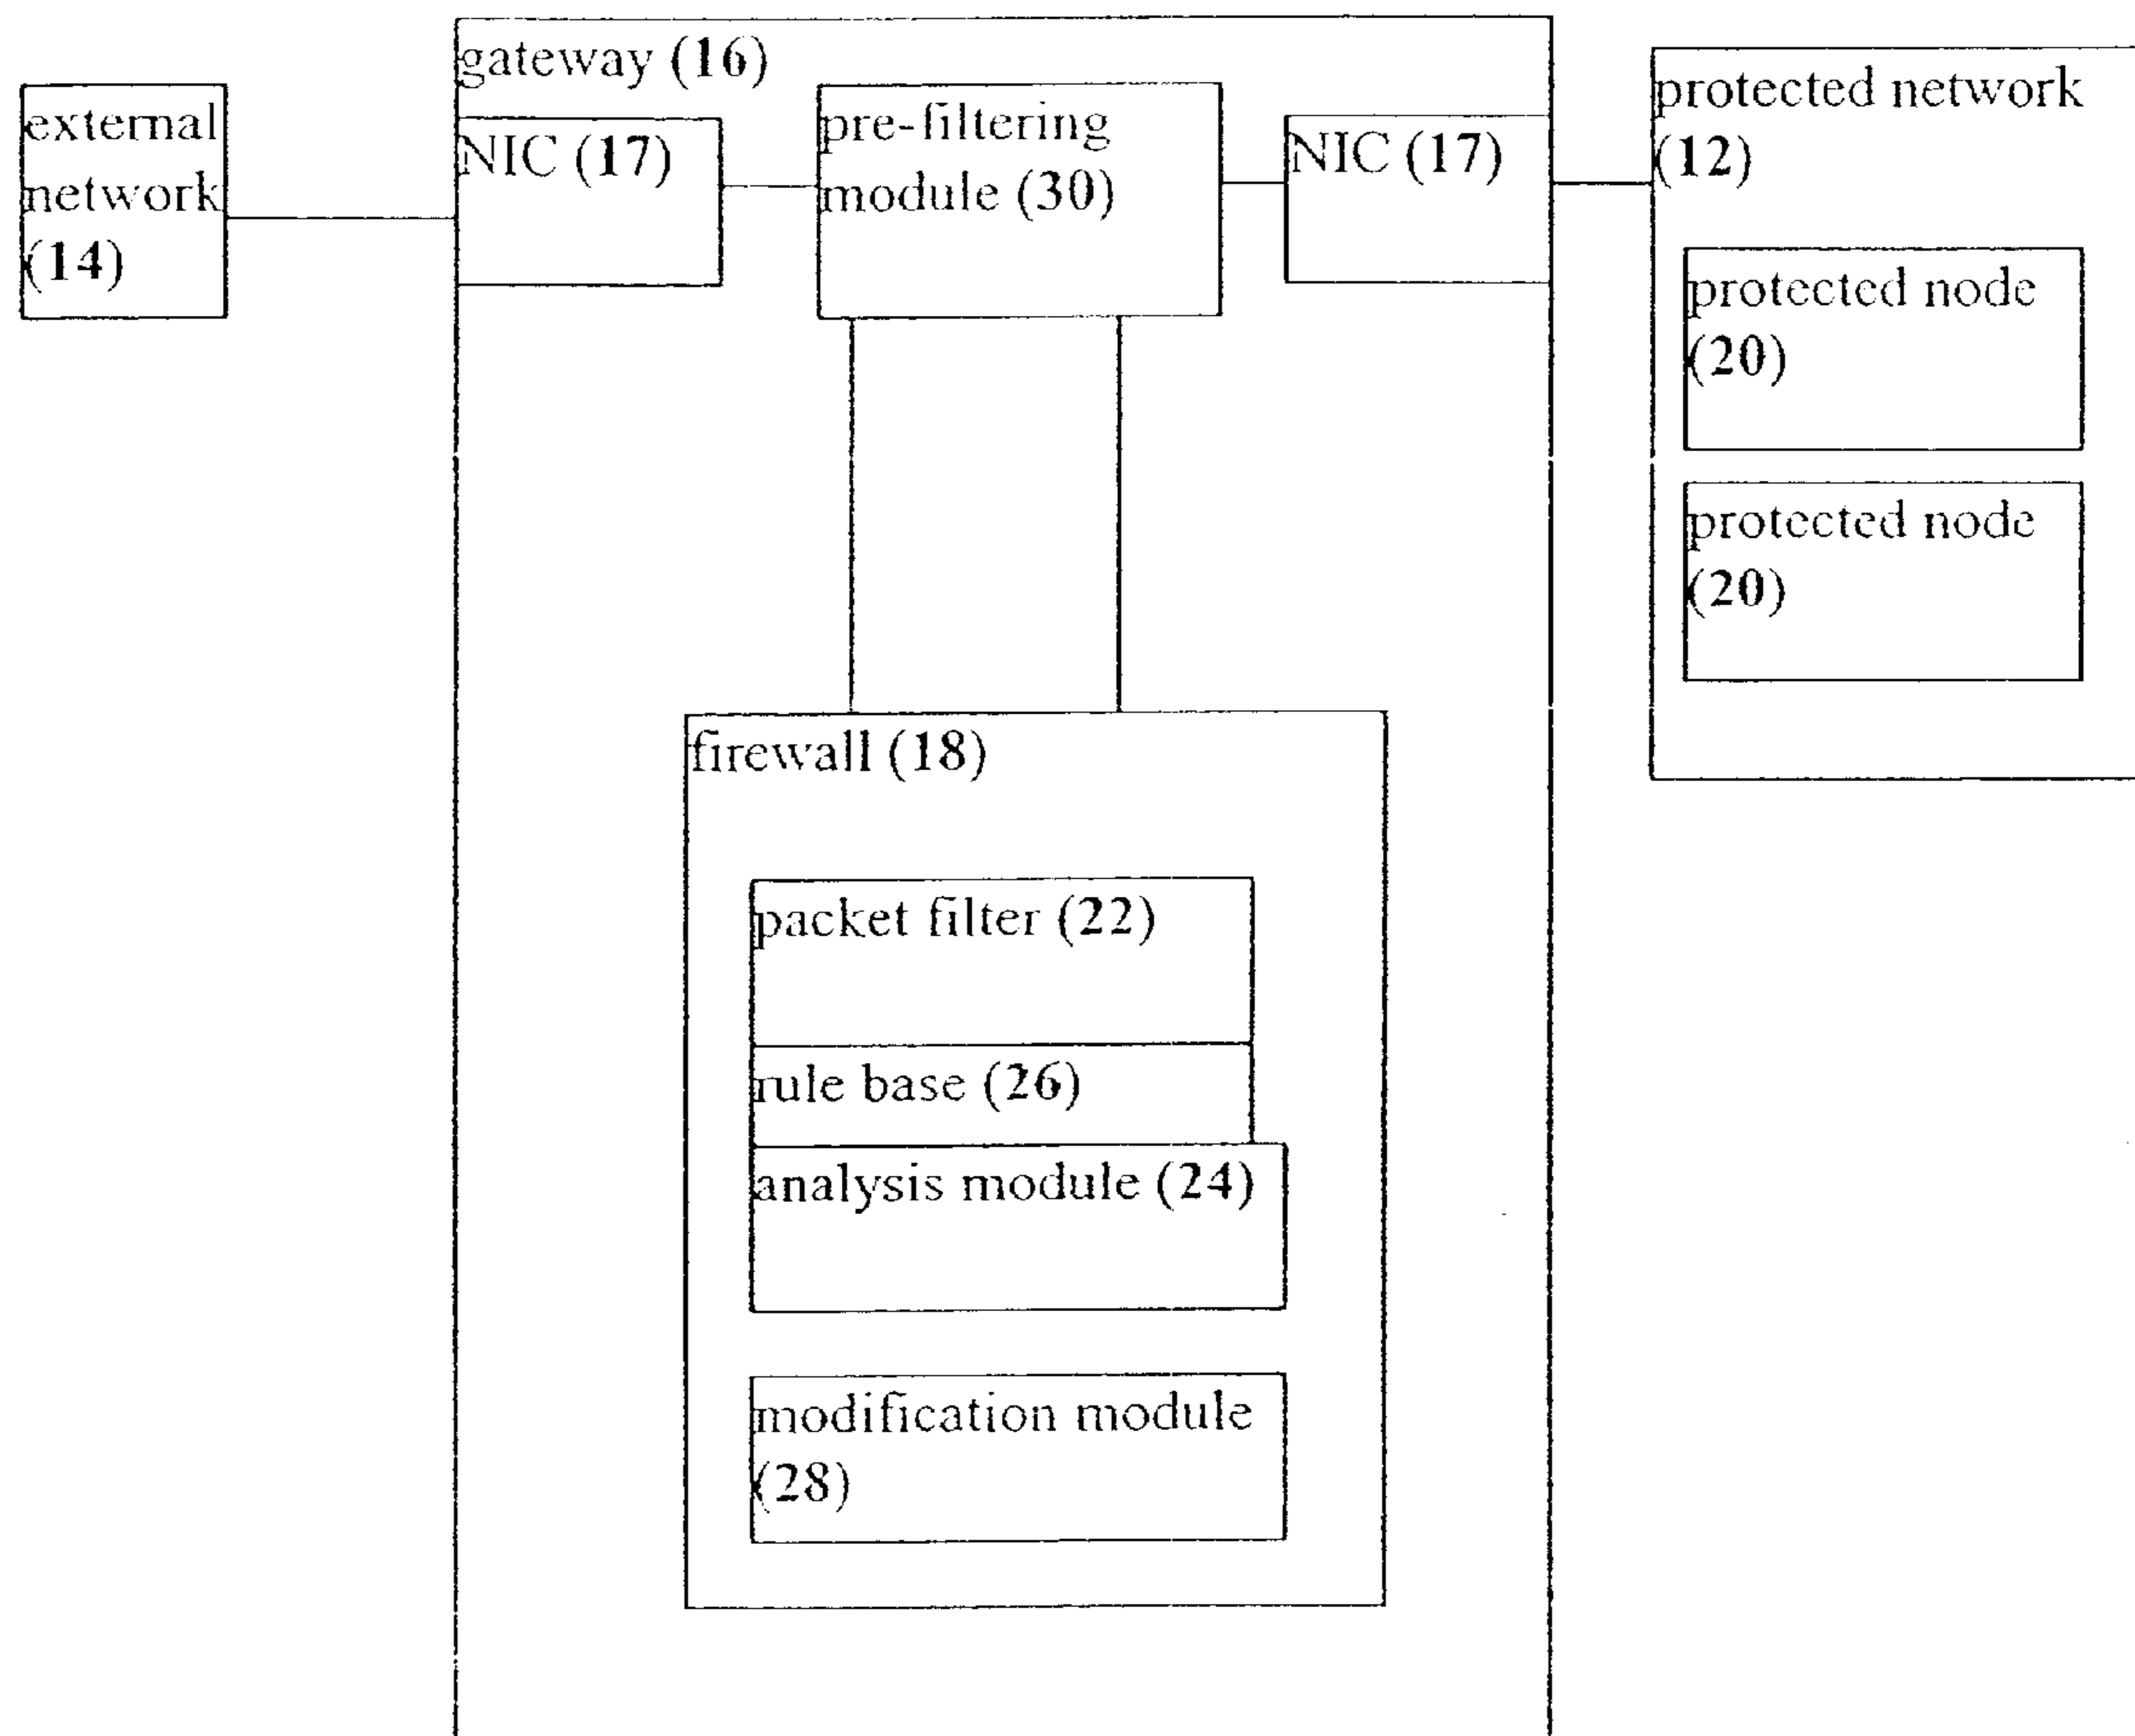 gateway (16)
external
network
(14)
NIC (17)
pre-filtering
module (30)
NIC (17)
protected network
(12)
protected node
(20)
protected node
(20)
firewall (18)
packet filter (22)
rule base (26)
analysis module (24)
modification module
(28)